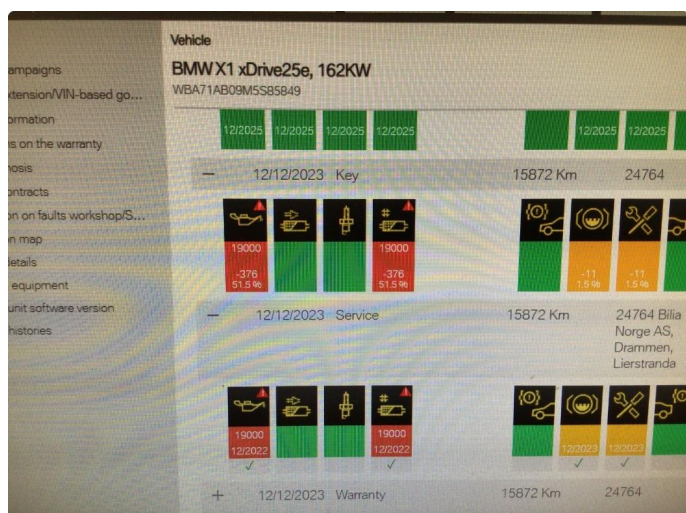 Vehicle
BMW X1 xDrive25e, 162KW
WBA71AB09M5S85849
ampaigns
xtension/VIN-based go...
ormation
s on the warranty
nosis
ontracts
on on faults workshop/S...
n map
etails
equipment
unit software version
histories
12/2025 12/2025 12/2025 12/2025 12/2025 12/2025
— 12/12/2023 Key 15872 Km 24764
19000 19000
-376 -376 -11 -11
51.5 % 51.5 % 1.5 % 1.5 %
— 12/12/2023 Service 15872 Km 24764 Bilia
Norge AS,
Drammen,
Lierstranda
19000 19000
12/2022 12/2022 12/2023 12/2023
+ 12/12/2023 Warranty 15872 Km 24764